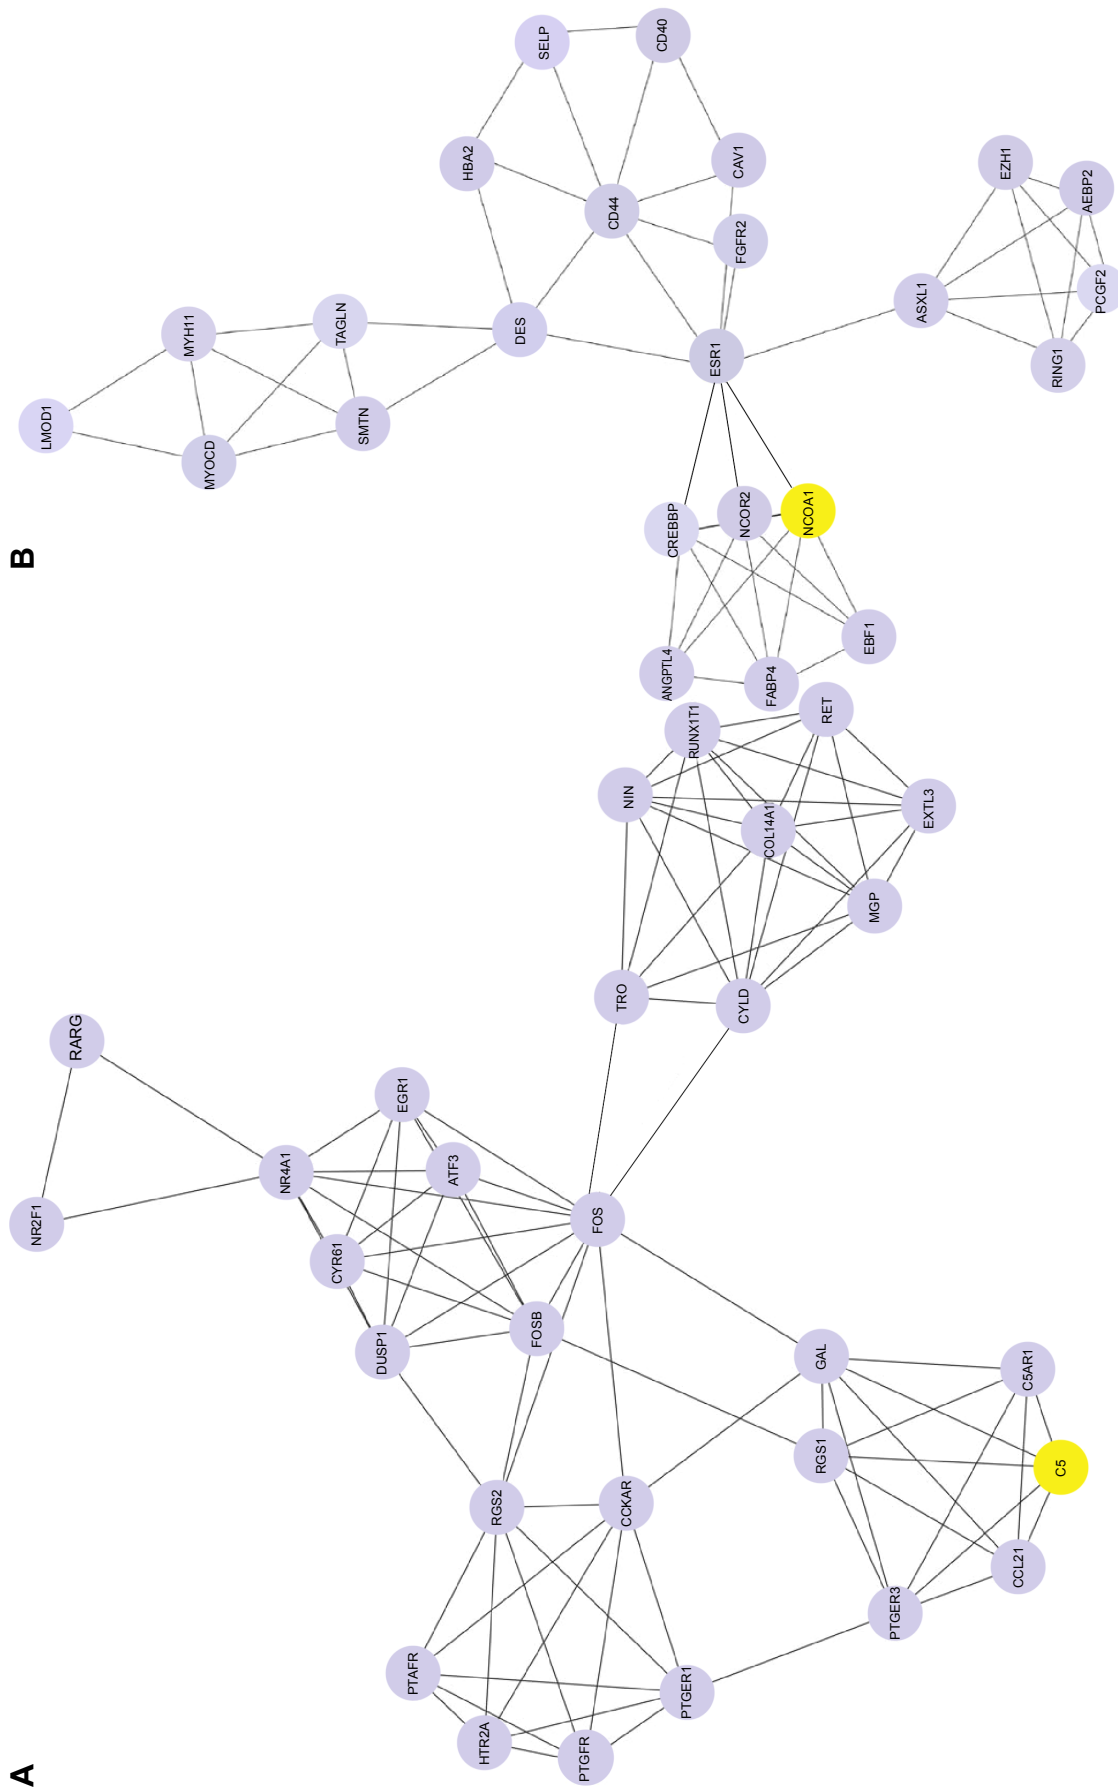 A
NR2F1
RARG
NR4A1
EGR1
CYR61
ATF3
DUSP1
FOSB
FOS
RGS2
CCKAR
PTAFR
HTR2A
PTGFR
PTGER1
GAL
RGS1
C5AR1
C5
CCL21
PTGER3
TRO
CYLD
NIN
RUNX1T1
COL14A1
RET
EXTL3
MGP
B
LMOD1
MYH11
TAGLN
MYOCD
SMTN
DES
HBA2
SELP
CD40
CD44
CAV1
FGFR2
ESR1
CREBBP
NCOR2
NCOA1
ANGPTL4
FABP4
EBF1
ASXL1
EZH1
AEBP2
PCGF2
RING1